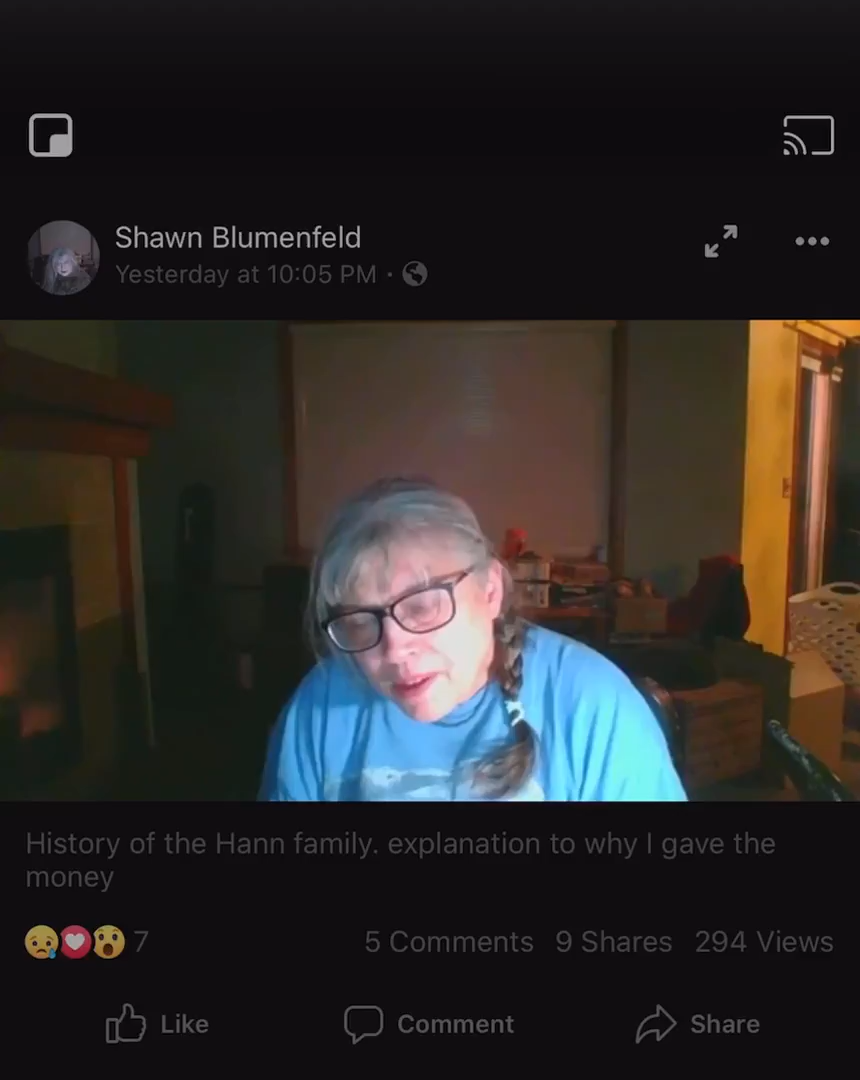 Shawn Blumenfeld
Yesterday at 10:05 PM ·
History of the Hann family. explanation to why I gave the
money
7 5 Comments 9 Shares 294 Views
Like Comment Share